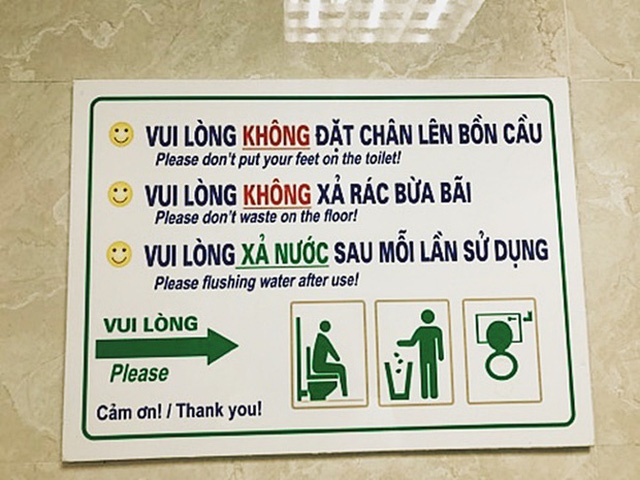 VUI LÒNG KHÔNG ĐẶT CHÂN LÊN BỒN CẦU
Please don't put your feet on the toilet!
VUI LÒNG KHÔNG XẢ RÁC BỪA BÃI
Please don't waste on the floor!
VUI LÒNG XẢ NƯỚC SAU MỖI LẦN SỬ DỤNG
Please flushing water after use!
VUI LÒNG
Please
Cảm ơn! / Thank you!